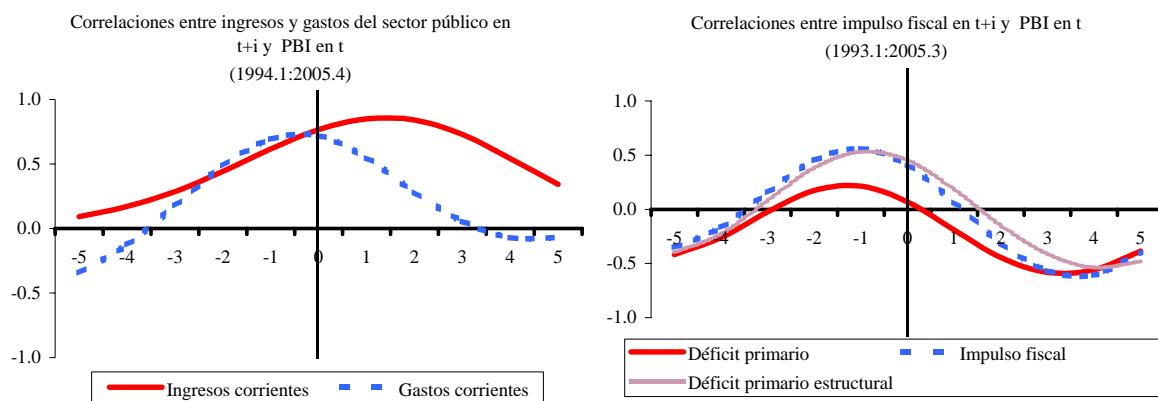 Correlaciones entre ingresos y gastos del sector público en
t+i y PBI en t
(1994.1:2005.4)
1.0
0.5
0.0
-0.5
-1.0
-5 -4 -3 -2 -1 0 1 2 3 4 5
Ingresos corrientes Gastos corrientes
Correlaciones entre impulso fiscal en t+i y PBI en t
(1993.1:2005.3)
1.0
0.5
0.0
-0.5
-1.0
-5 -4 -3 -2 -1 0 1 2 3 4 5
Déficit primario Impulso fiscal
Déficit primario estructural